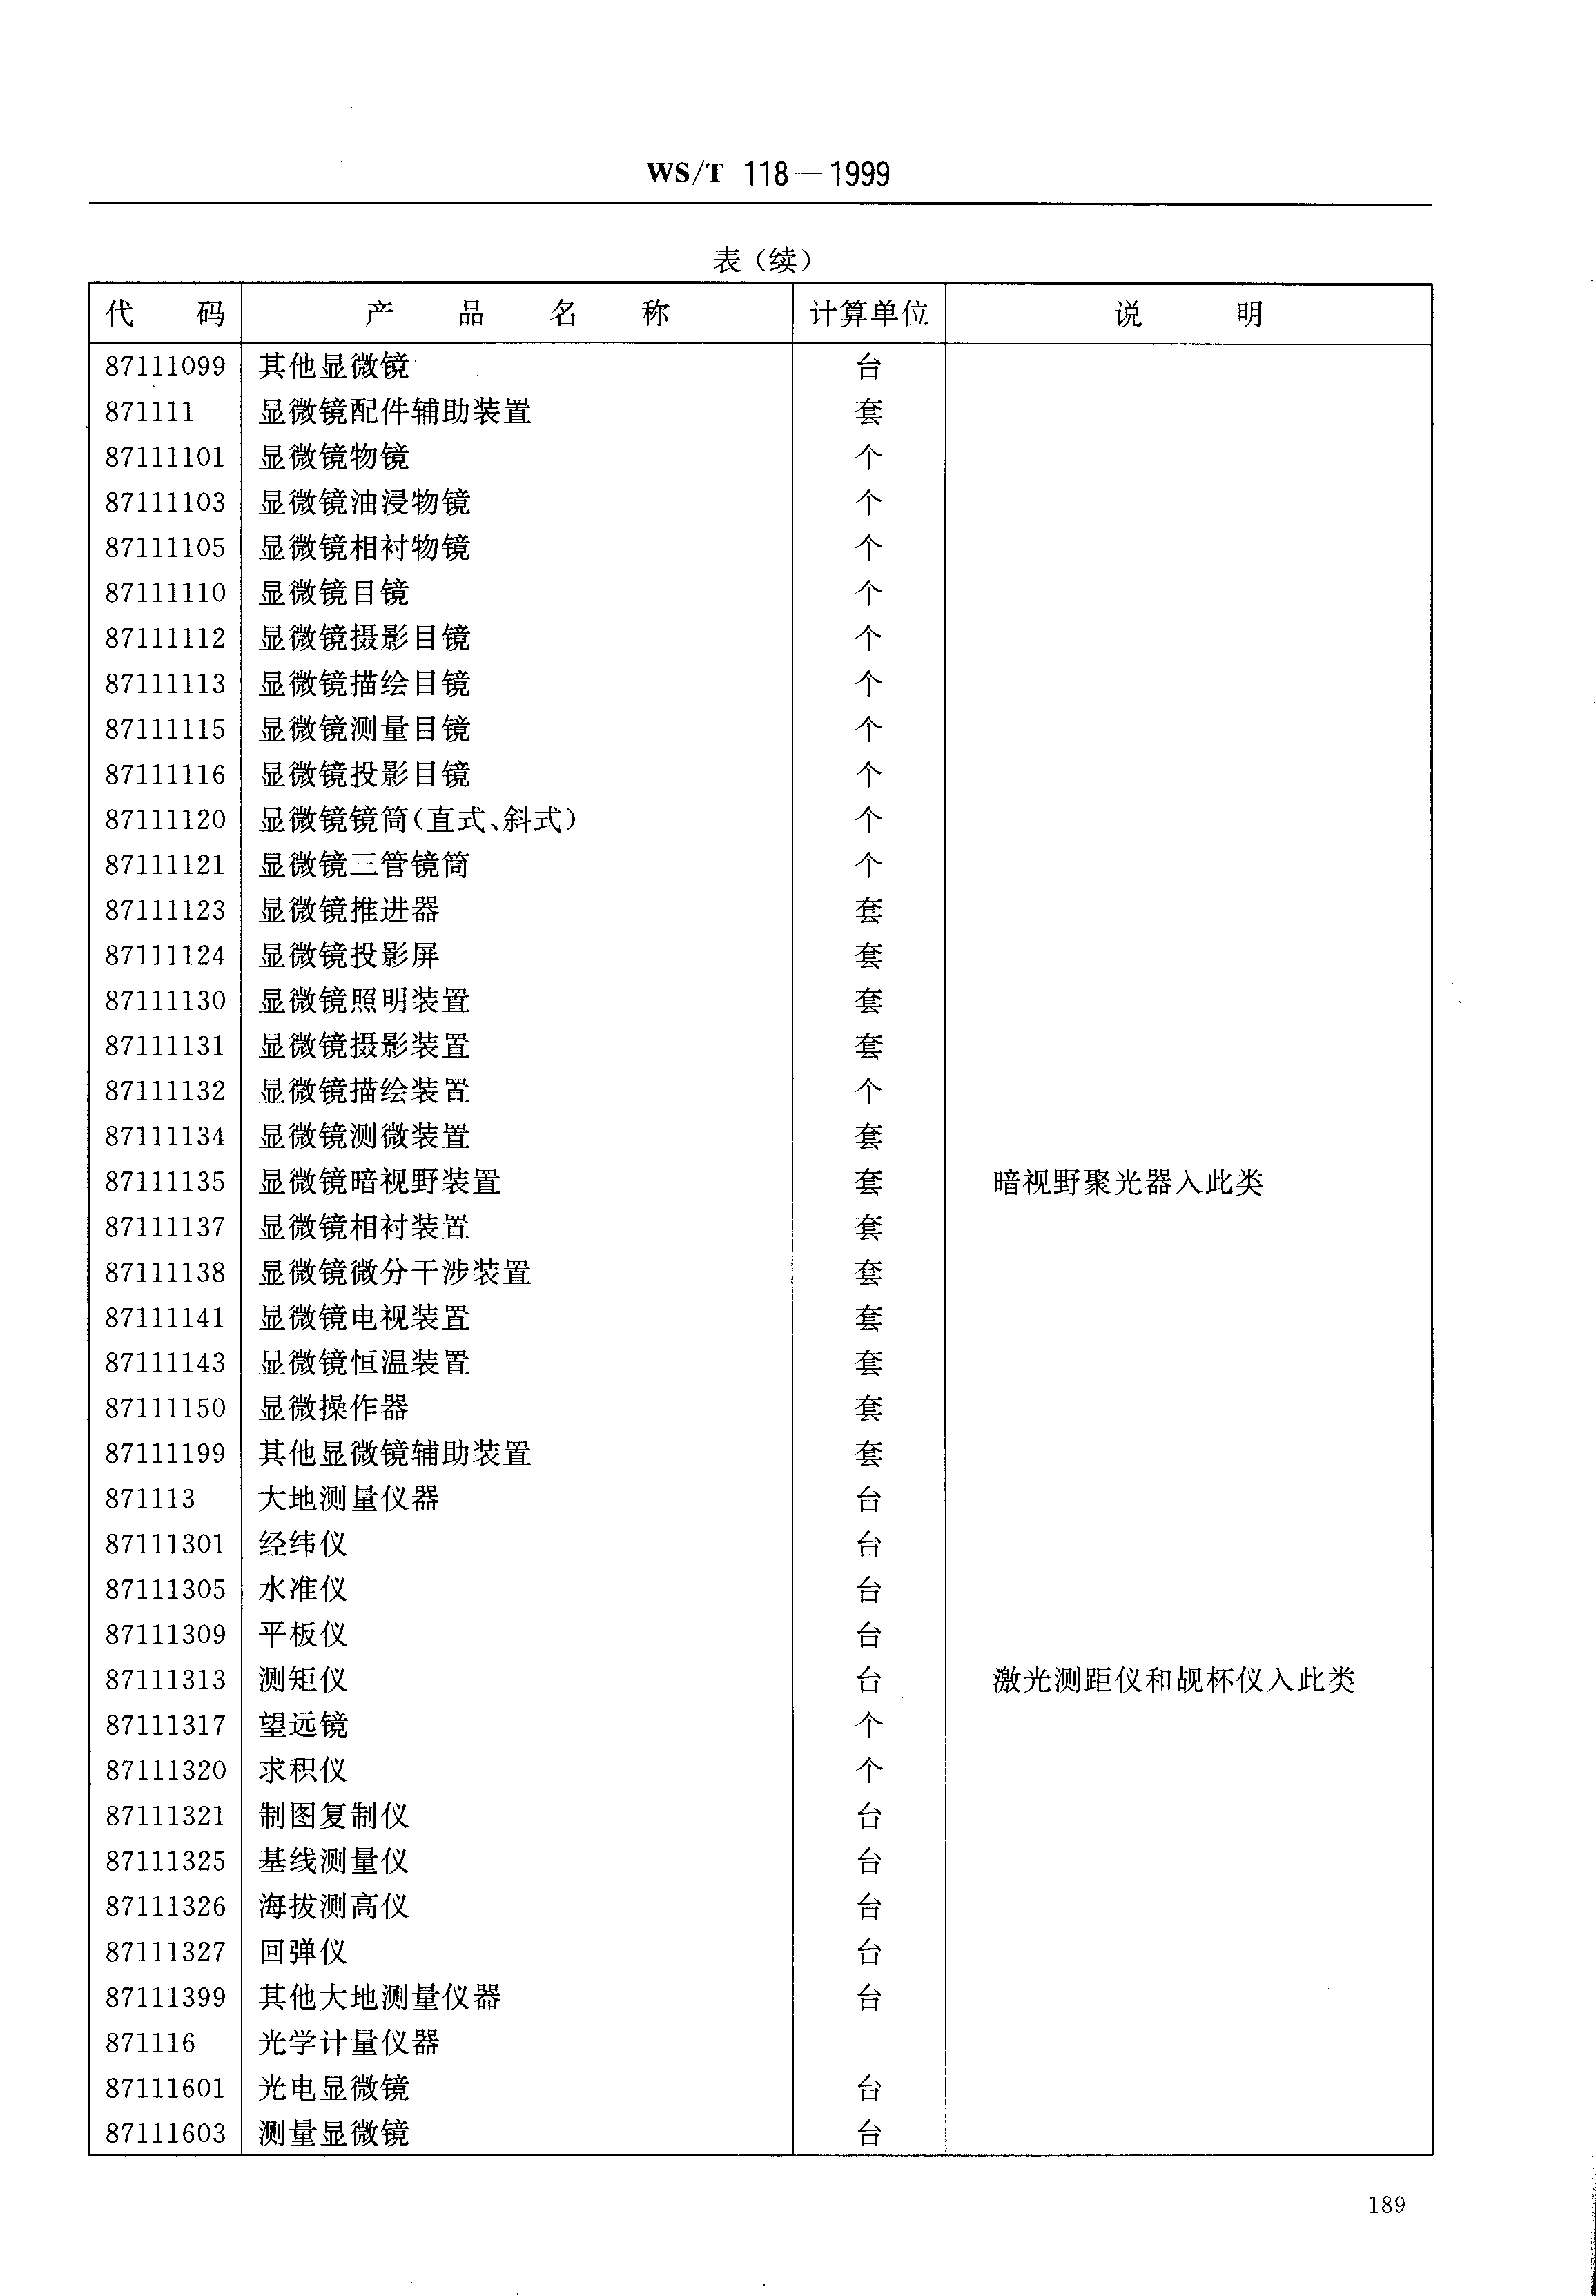 WS/T 118—1999
表（续）
代 码 产 品 名 称 计算单位 说 明
87111099 其他显微镜 台
871111 显微镜配件辅助装置 套
87111101 显微镜物镜 个
87111103 显微镜油浸物镜 个
87111105 显微镜相衬物镜 个
87111110 显微镜目镜 个
87111112 显微镜摄影目镜 个
87111113 显微镜描绘目镜 个
87111115 显微镜测量目镜 个
87111116 显微镜投影目镜 个
87111120 显微镜镜筒(直式、斜式) 个
87111121 显微镜三管镜筒 个
87111123 显微镜推进器 套
87111124 显微镜投影屏 套
87111130 显微镜照明装置 套
87111131 显微镜摄影装置 套
87111132 显微镜描绘装置 个
87111134 显微镜测微装置 套
87111135 显微镜暗视野装置 套 暗视野聚光器入此类
87111137 显微镜相衬装置 套
87111138 显微镜微分干涉装置 套
87111141 显微镜电视装置 套
87111143 显微镜恒温装置 套
87111150 显微操作器 套
87111199 其他显微镜辅助装置 套
871113 大地测量仪器 台
87111301 经纬仪 台
87111305 水准仪 台
87111309 平板仪 台
87111313 测矩仪 台 激光测距仪和觇杯仪入此类
87111317 望远镜 个
87111320 求积仪 个
87111321 制图复制仪 台
87111325 基线测量仪 台
87111326 海拔测高仪 台
87111327 回弹仪 台
87111399 其他大地测量仪器 台
871116 光学计量仪器
87111601 光电显微镜 台
87111603 测量显微镜 台
189